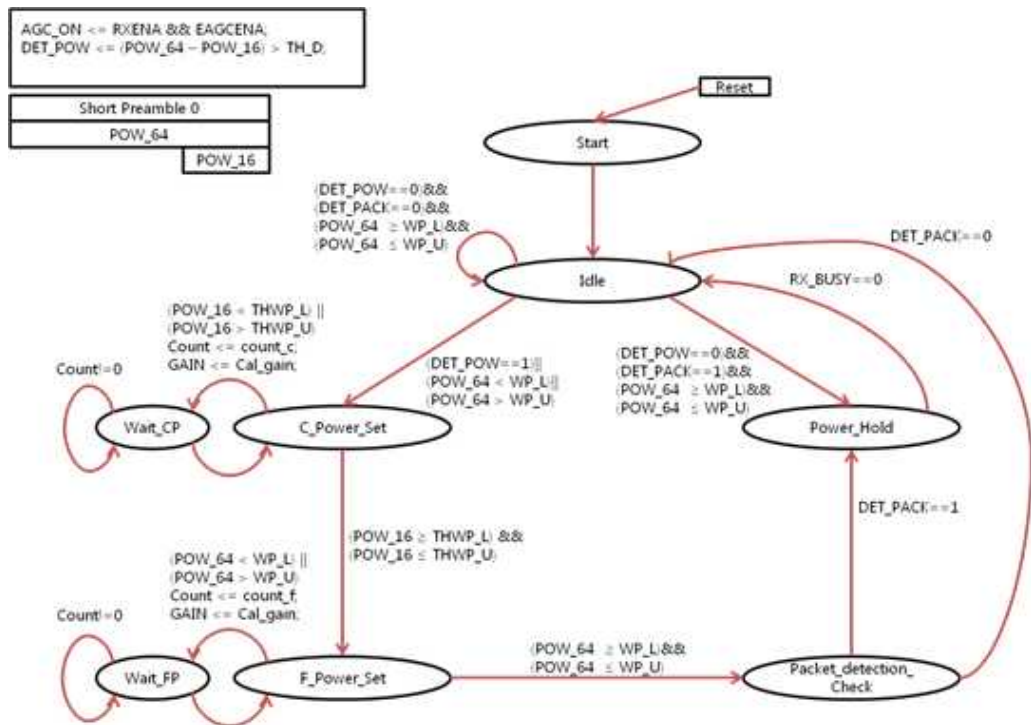 AGC_ON <= RXENA && EAGCENA;
DET_POW <= (POW_64 – POW_16) > TH_D;
Short Preamble 0
POW_64
POW_16
Reset
Start
(DET_POW==0)&&
(DET_PACK==0)&&
(POW_64 ≥ WP_L)&&
(POW_64 ≤ WP_U)
DET_PACK==0
Idle
RX_BUSY==0
(POW_16 < THWP_L) ||
(POW_16 > THWP_U)
Count <= count_c;
GAIN <= Cal_gain;
(DET_POW==1)||
(POW_64 < WP_L)||
(POW_64 > WP_U)
(DET_POW==0)&&
(DET_PACK==1)&&
(POW_64 ≥ WP_L)&&
(POW_64 ≤ WP_U)
Count!=0
Wait_CP
C_Power_Set
Power_Hold
DET_PACK==1
(POW_16 ≥ THWP_L) &&
(POW_16 ≤ THWP_U)
(POW_64 < WP_L) ||
(POW_64 > WP_U)
Count <= count_f;
GAIN <= Cal_gain;
Count!=0
(POW_64 ≥ WP_L)&&
(POW_64 ≤ WP_U)
Wait_FP
F_Power_Set
Packet_detection_
Check